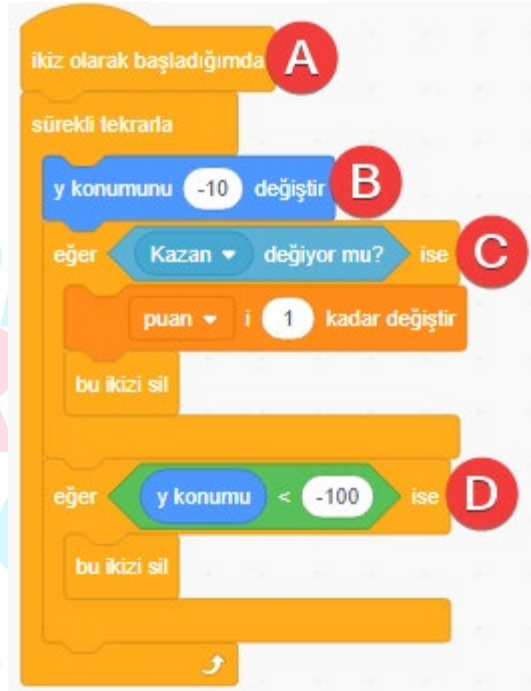 ikiz olarak başladığımda A
sürekli tekrarla
y konumunu -10 değiştir B
eğer Kazan değiyor mu? ise C
puan i 1 kadar değiştir
bu ikizi sil
eğer y konumu < -100 ise D
bu ikizi sil